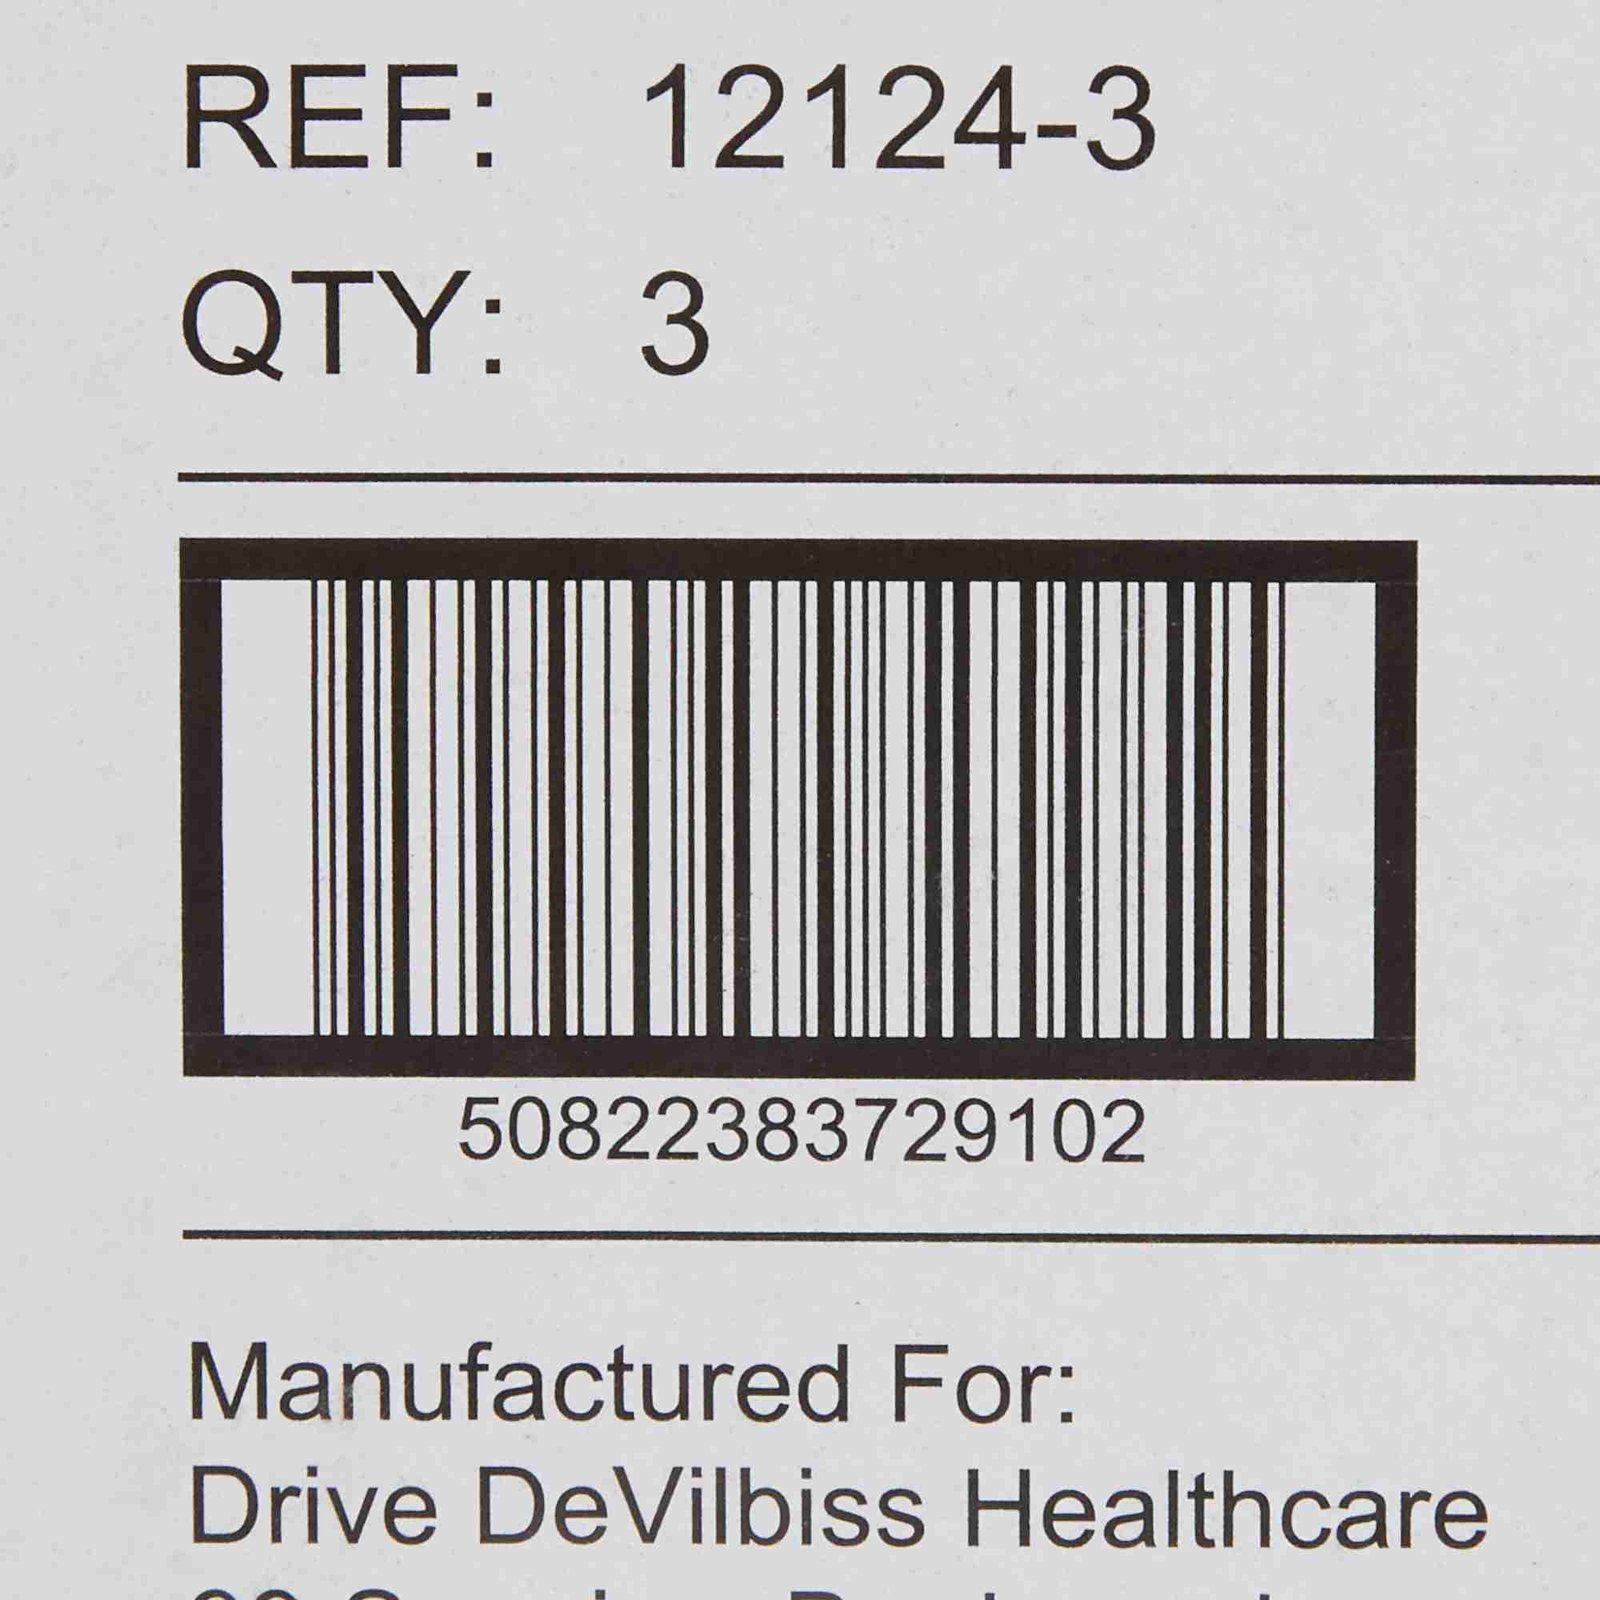 REF: 12124-3
QTY: 3
50822383729102
Manufactured For:
Drive DeVilbiss Healthcare